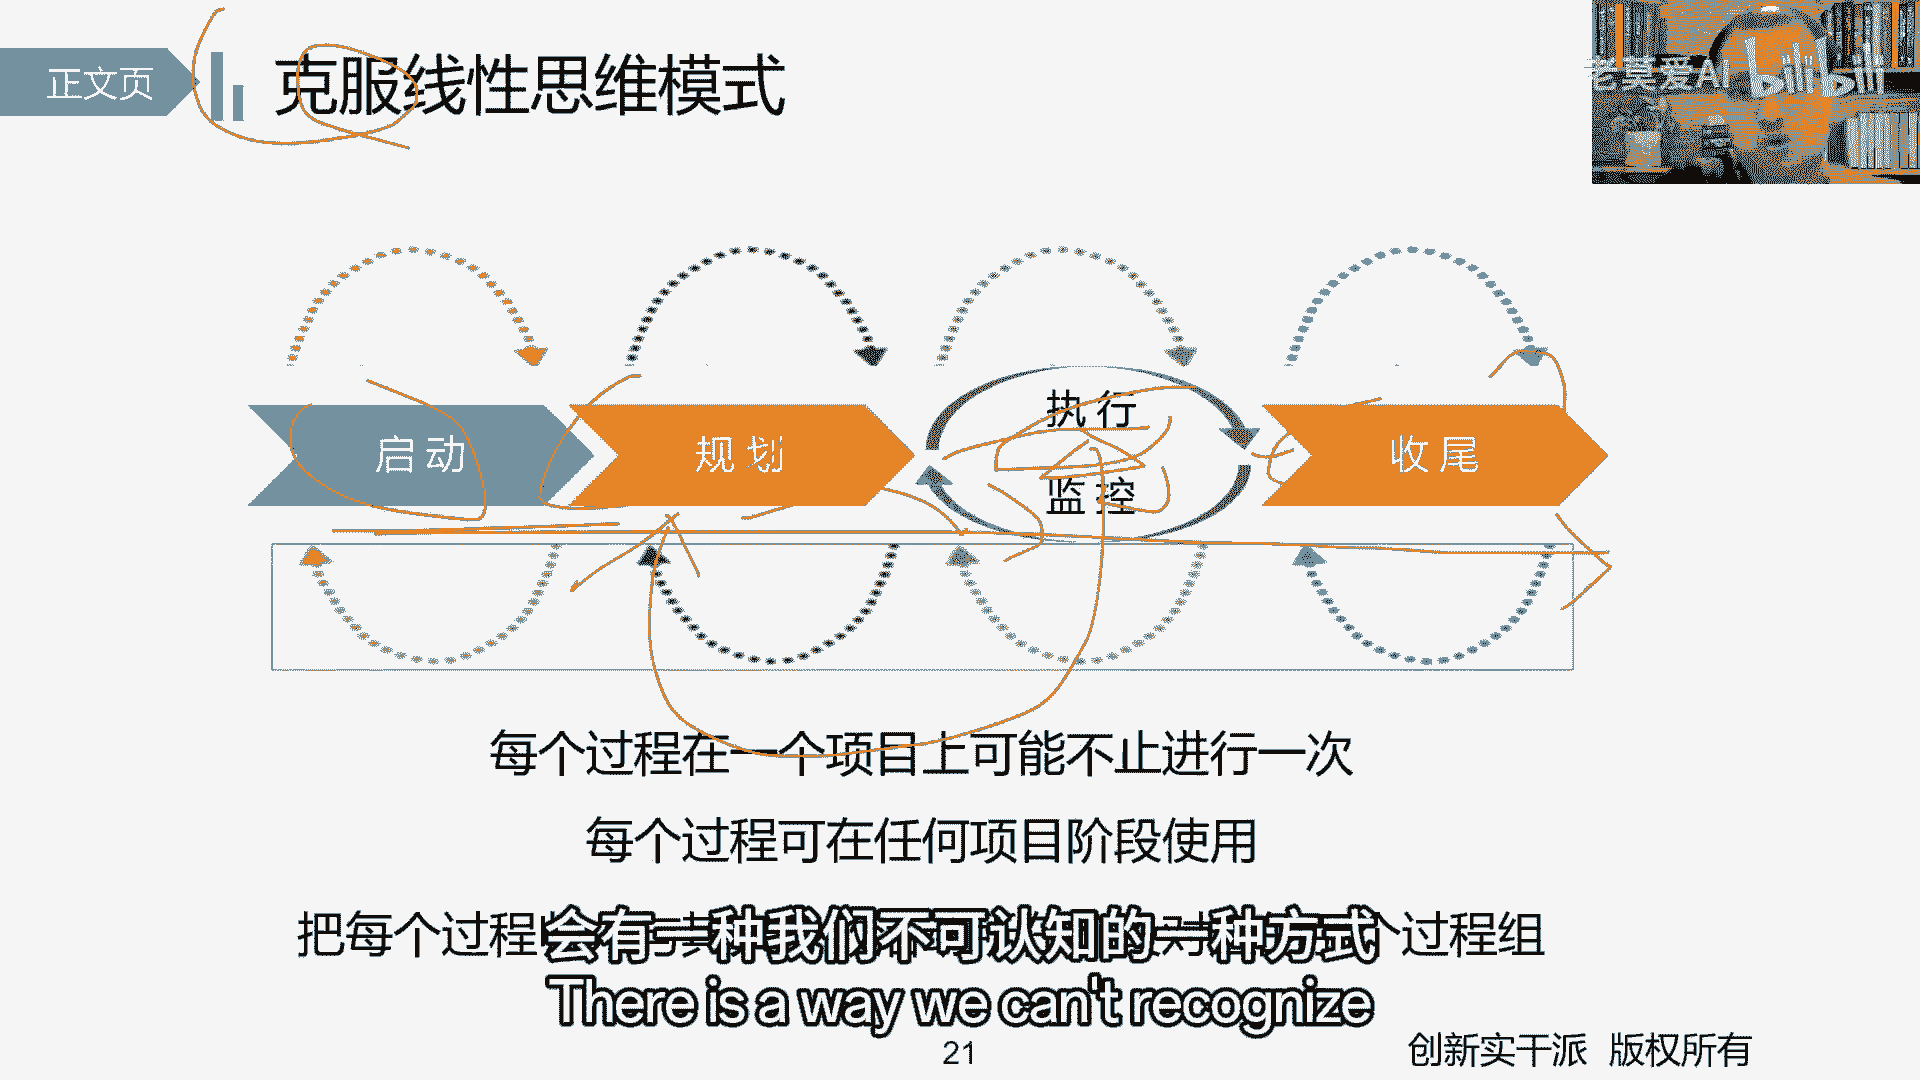 正文页
克服线性思维模式
老莫爱AI bilibili
启动
规划
执行
监控
收尾
每个过程在一个项目上可能不止进行一次
每个过程可在任何项目阶段使用
把每个过程
个过程组
会有一种我们不可认知的一种方式
There is a way we can't recognize
21
创新实干派 版权所有